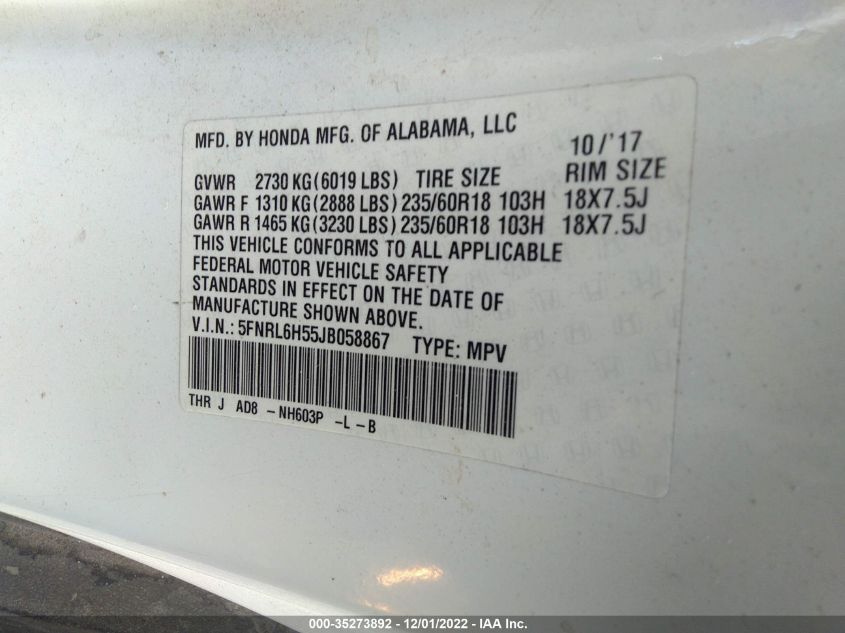 MFD. BY HONDA MFG. OF ALABAMA, LLC 10/'17
GVWR 2730 KG(6019 LBS) TIRE SIZE RIM SIZE
GAWR F 1310 KG(2888 LBS) 235/60R18 103H 18X7.5J
GAWR R 1465 KG(3230 LBS) 235/60R18 103H 18X7.5J
THIS VEHICLE CONFORMS TO ALL APPLICABLE
FEDERAL MOTOR VEHICLE SAFETY
STANDARDS IN EFFECT ON THE DATE OF
MANUFACTURE SHOWN ABOVE.
V.I.N.: 5FNRL6H55JB058867 TYPE: MPV
THR J AD8 -NH603P -L -B
000-35273892 - 12/01/2022 - IAA Inc.